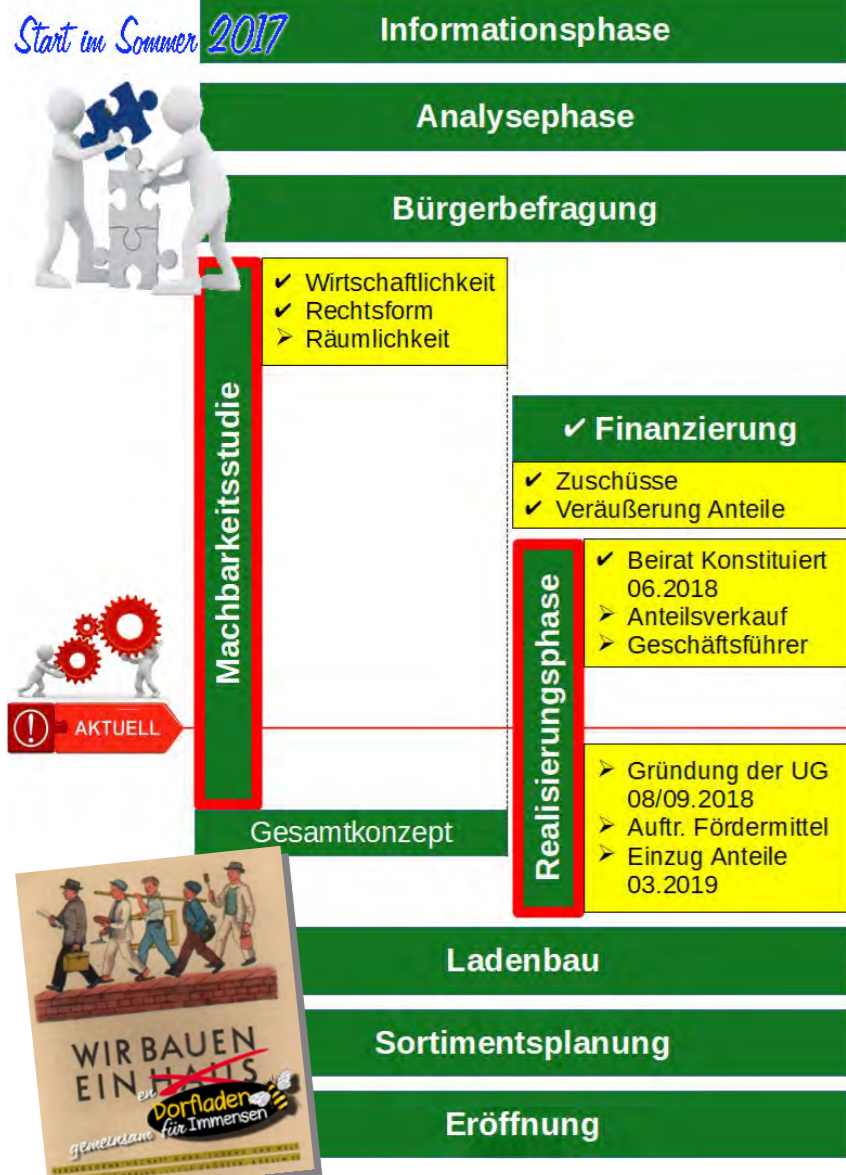 Start im Sommer 2017
Informationsphase
Analysephase
Bürgerbefragung
Machbarkeitsstudie
✔ Wirtschaftlichkeit
✔ Rechtsform
➢ Räumlichkeit
✔ Finanzierung
✔ Zuschüsse
✔ Veräußerung Anteile
Realisierungsphase
✔ Beirat Konstituiert
06.2018
➢ Anteilsverkauf
➢ Geschäftsführer
AKTUELL
➢ Gründung der UG
08/09.2018
➢ Auftr. Fördermittel
➢ Einzug Anteile
03.2019
Gesamtkonzept
Ladenbau
Sortimentsplanung
Eröffnung
WIR BAUEN
EIN HAUS
en
Dorfladen
gemeinsam für Immensen